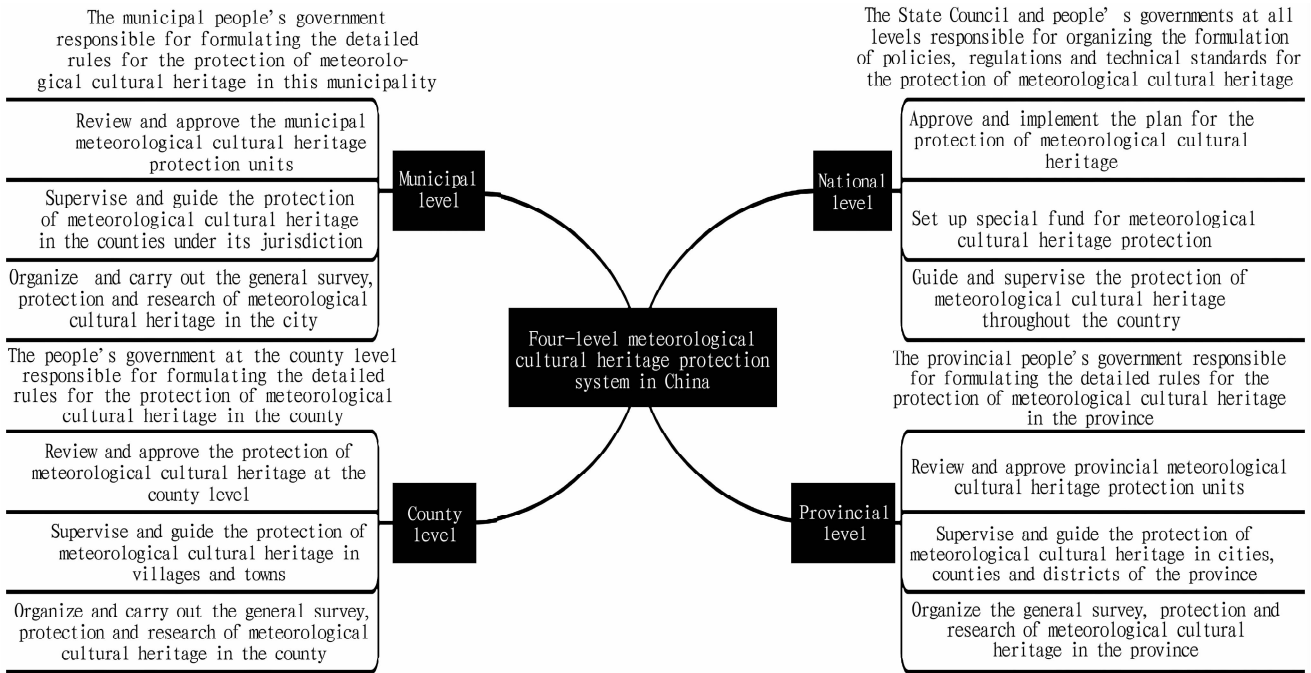 The municipal people's government
responsible for formulating the detailed
rules for the protection of meteorolo-
gical cultural heritage in this municipality
Review and approve the municipal
meteorological cultural heritage
protection units
Supervise and guide the protection
of meteorological cultural heritage
in the counties under its jurisdiction
Organize and carry out the general survey,
protection and research of meteorological
cultural heritage in the city
Municipal
level
The State Council and people's governments at all
levels responsible for organizing the formulation
of policies, regulations and technical standards for
the protection of meteorological cultural heritage
Approve and implement the plan for the
protection of meteorological cultural
heritage
Set up special fund for meteorological
cultural heritage protection
Guide and supervise the protection of
meteorological cultural heritage
throughout the country
National
level
Four-level meteorological
cultural heritage protection
system in China
The people's government at the county level
responsible for formulating the detailed
rules for the protection of meteorological
cultural heritage in the county
Review and approve the protection of
meteorological cultural heritage at the
county level
Supervise and guide the protection of
meteorological cultural heritage in
villages and towns
Organize and carry out the general survey,
protection and research of meteorological
cultural heritage in the county
County
level
The provincial people's government responsible
for formulating the detailed rules for the
protection of meteorological cultural heritage
in the province
Review and approve provincial meteorological
cultural heritage protection units
Supervise and guide the protection of
meteorological cultural heritage in cities,
counties and districts of the province
Organize the general survey, protection and
research of meteorological cultural
heritage in the province
Provincial
level